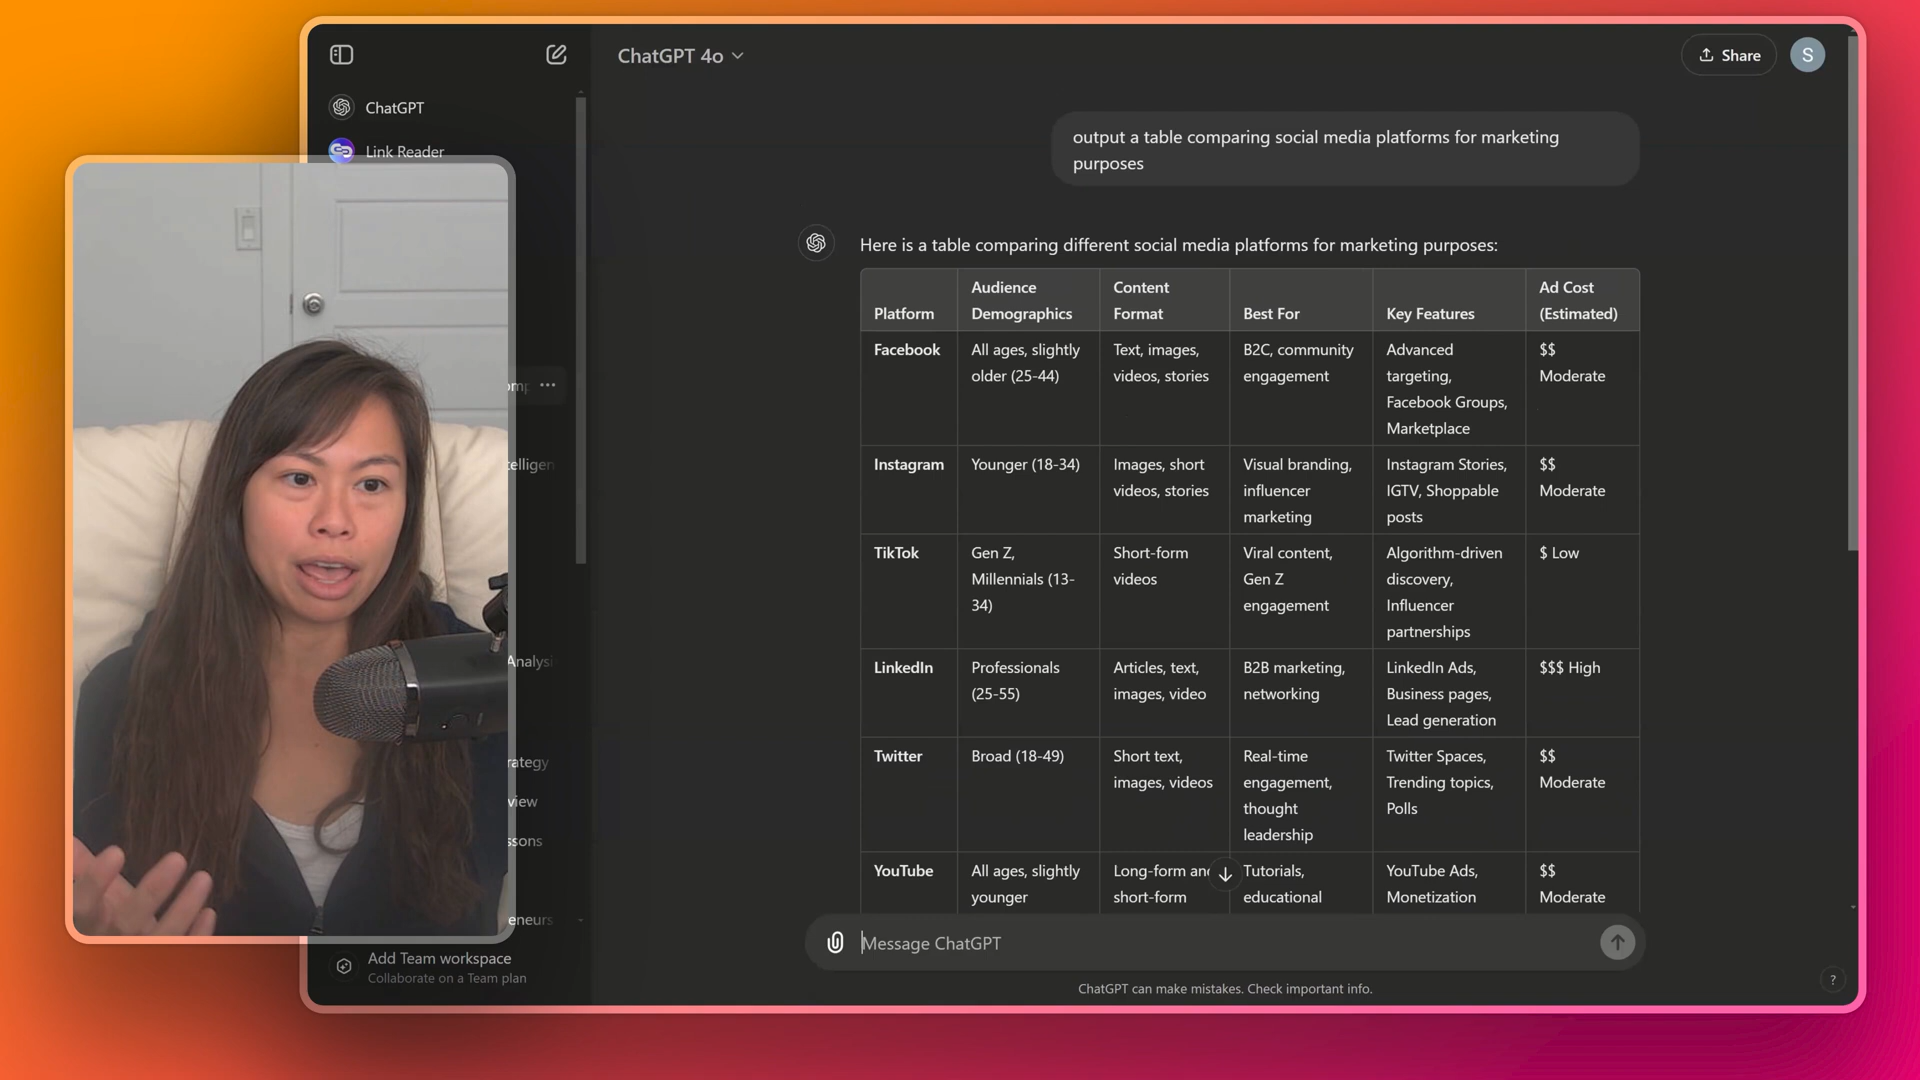 ChatGPT 4o
Share
S
ChatGPT
Link Reader
output a table comparing social media platforms for marketing
purposes
Here is a table comparing different social media platforms for marketing purposes:
Platform
Audience
Demographics
Content
Format
Best For
Key Features
Ad Cost
(Estimated)
Facebook
All ages, slightly
older (25-44)
Text, images,
videos, stories
B2C, community
engagement
Advanced
targeting,
Facebook Groups,
Marketplace
$$
Moderate
Instagram
Younger (18-34)
Images, short
videos, stories
Visual branding,
influencer
marketing
Instagram Stories,
IGTV, Shoppable
posts
$$
Moderate
TikTok
Gen Z,
Millennials (13-
34)
Short-form
videos
Viral content,
Gen Z
engagement
Algorithm-driven
discovery,
Influencer
partnerships
$ Low
LinkedIn
Professionals
(25-55)
Articles, text,
images, video
B2B marketing,
networking
LinkedIn Ads,
Business pages,
Lead generation
$$$ High
Twitter
Broad (18-49)
Short text,
images, videos
Real-time
engagement,
thought
leadership
Twitter Spaces,
Trending topics,
Polls
$$
Moderate
YouTube
All ages, slightly
younger
Long-form and
short-form
Tutorials,
educational
YouTube Ads,
Monetization
$$
Moderate
telligen
Analysi
rategy
view
ssons
eneurs
Add Team workspace
Collaborate on a Team plan
Message ChatGPT
ChatGPT can make mistakes. Check important info.
?